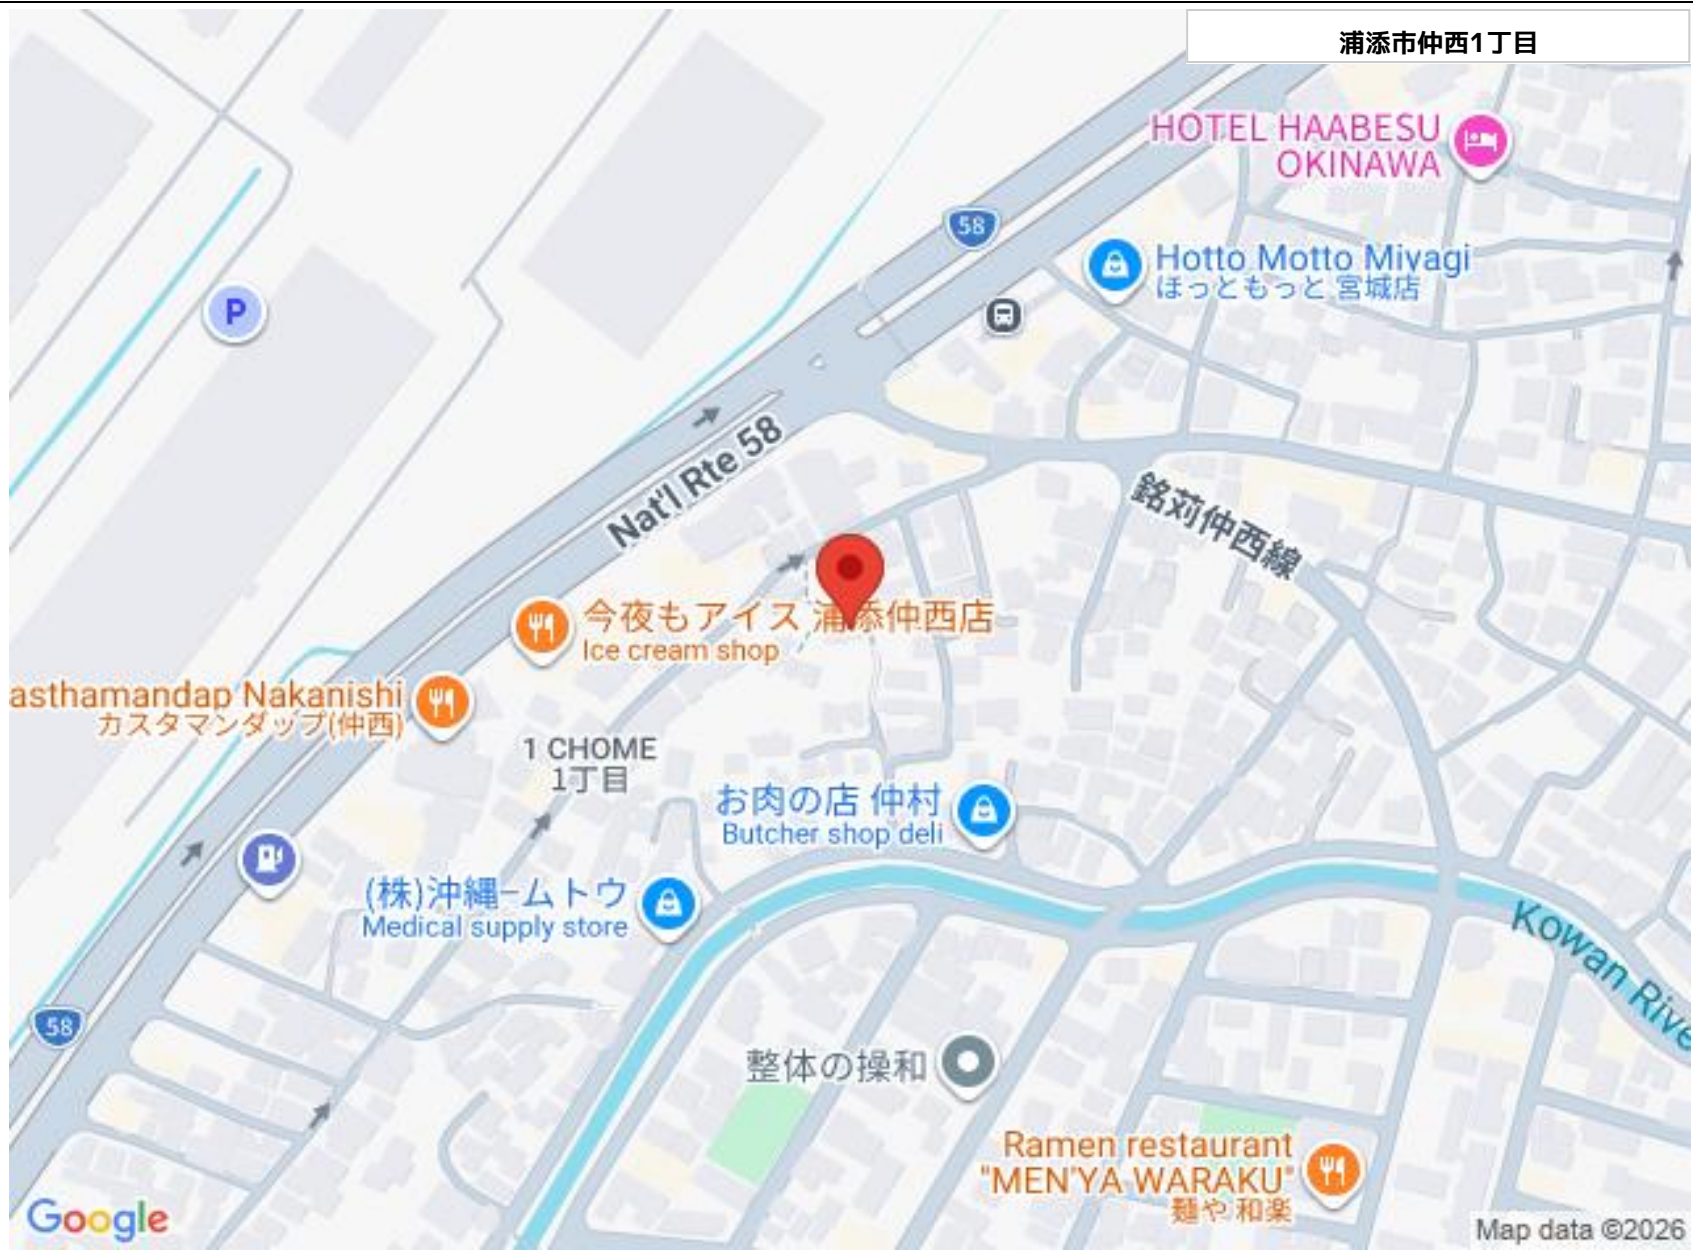 浦添市仲西1丁目
HOTEL HAABESU
OKINAWA
58
Hotto Motto Miyagi
ほっともっと 宮城店
P
Nat'l Rte 58
銘苅仲西線
今夜もアイス 浦添仲西店
Ice cream shop
asthamandap Nakanishi
カスタマンダップ(仲西)
1 CHOME
1丁目
お肉の店 仲村
Butcher shop deli
(株)沖縄ームトウ
Medical supply store
Kowan Rive
58
整体の操和
Ramen restaurant
"MEN'YA WARAKU"
麺や 和楽
Google
Map data ©2026